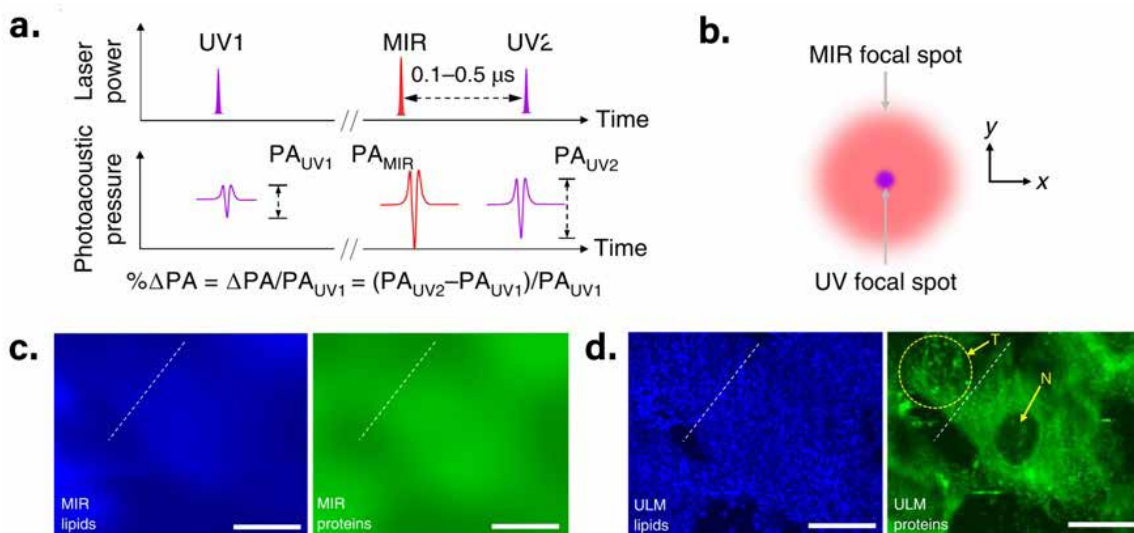 a.
UV1
MIR
UV2
0.1–0.5 µs
Laser
power
Time
PA_UV1
PA_MIR
PA_UV2
Photoacoustic
pressure
Time
%ΔPA = ΔPA/PA_UV1 = (PA_UV2–PA_UV1)/PA_UV1
b.
MIR focal spot
y
x
UV focal spot
c.
MIR
lipids
MIR
proteins
d.
ULM
lipids
T
N
ULM
proteins